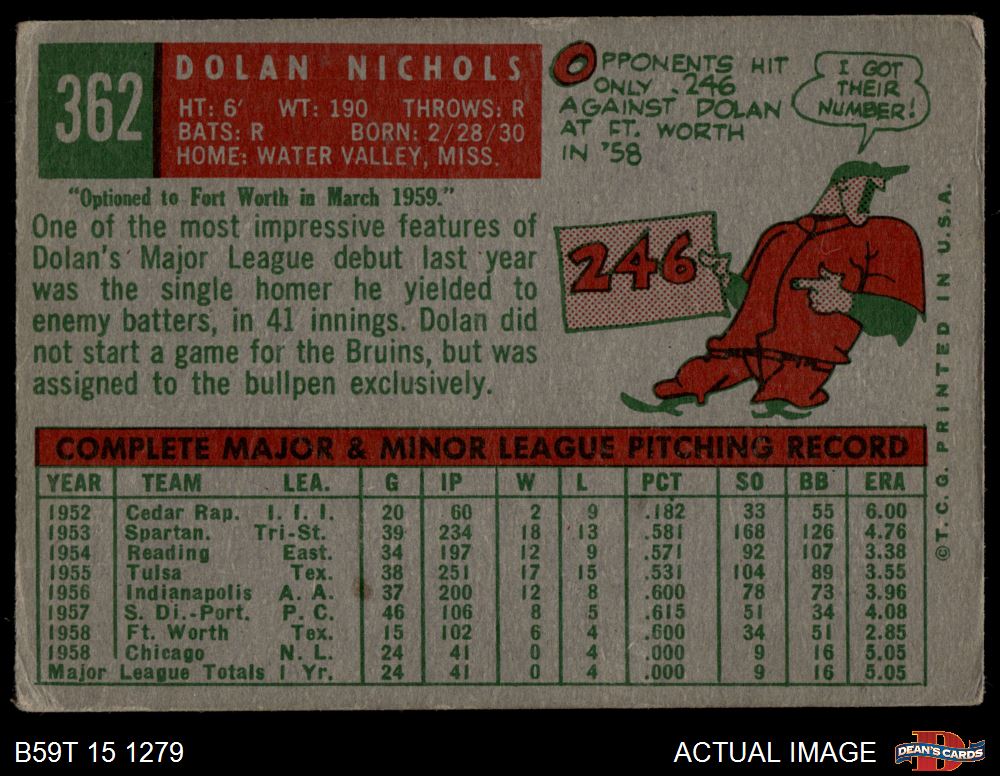 362
DOLAN NICHOLS
HT: 6' WT: 190 THROWS: R
BATS: R BORN: 2/28/30
HOME: WATER VALLEY, MISS.
"Optioned to Fort Worth in March 1959."
One of the most impressive features of
Dolan's Major League debut last year
was the single homer he yielded to
enemy batters, in 41 innings. Dolan did
not start a game for the Bruins, but was
assigned to the bullpen exclusively.
OPPONENTS HIT
ONLY .246
AGAINST DOLAN
AT FT. WORTH
IN '58
I GOT
THEIR
NUMBER!
246
COMPLETE MAJOR & MINOR LEAGUE PITCHING RECORD
YEAR TEAM LEA. G IP W L PCT SO BB ERA
1952 Cedar Rap. I. I. I. 20 60 2 9 .182 33 55 6.00
1953 Spartan. Tri-St. 39 234 18 13 .581 168 126 4.76
1954 Reading East. 34 197 12 9 .571 92 107 3.38
1955 Tulsa Tex. 38 251 17 15 .531 104 89 3.55
1956 Indianapolis A. A. 37 200 12 8 .600 78 73 3.96
1957 S. Di.-Port. P. C. 46 106 8 5 .615 51 34 4.08
1958 Ft. Worth Tex. 15 102 6 4 .600 34 51 2.85
1958 Chicago N. L. 24 41 0 4 .000 9 16 5.05
Major League Totals 1 Yr. 24 41 0 4 .000 9 16 5.05
© T. C. G. PRINTED IN U.S.A.
B59T 15 1279
ACTUAL IMAGE
D
DEAN'S CARDS